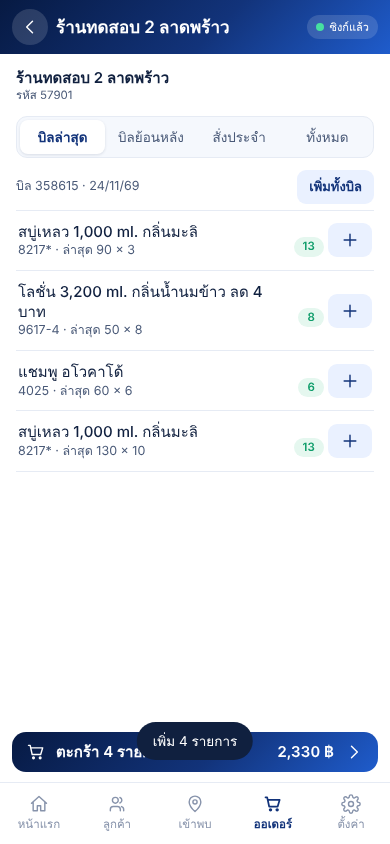 ร้านทดสอบ 2 ลาดพร้าว
ซิงก์แล้ว
ร้านทดสอบ 2 ลาดพร้าว
รหัส 57901
บิลล่าสุด บิลย้อนหลัง สั่งประจำ ทั้งหมด
บิล 358615 · 24/11/69
เพิ่มทั้งบิล
สบู่เหลว 1,000 ml. กลิ่นมะลิ
8217* · ล่าสุด 90 × 3
13
โลชั่น 3,200 ml. กลิ่นน้ำนมข้าว ลด 4
บาท
9617-4 · ล่าสุด 50 × 8
8
แชมพู อโวคาโด้
4025 · ล่าสุด 60 × 6
6
สบู่เหลว 1,000 ml. กลิ่นมะลิ
8217* · ล่าสุด 130 × 10
13
เพิ่ม 4 รายการ
ตะกร้า 4 2,330 ฿
หน้าแรก ลูกค้า เข้าพบ ออเดอร์ ตั้งค่า